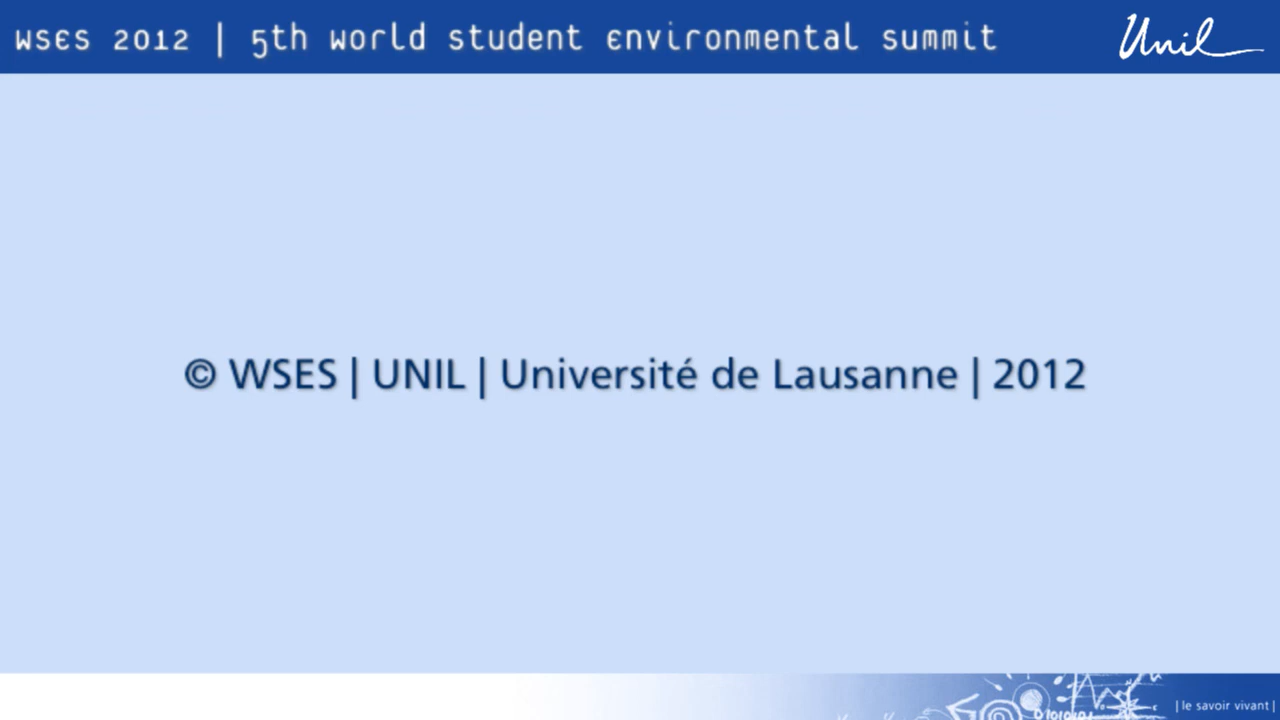 WSES 2012 | 5th world student environmental summit
Unil
© WSES | UNIL | Université de Lausanne | 2012
| le savoir vivant |